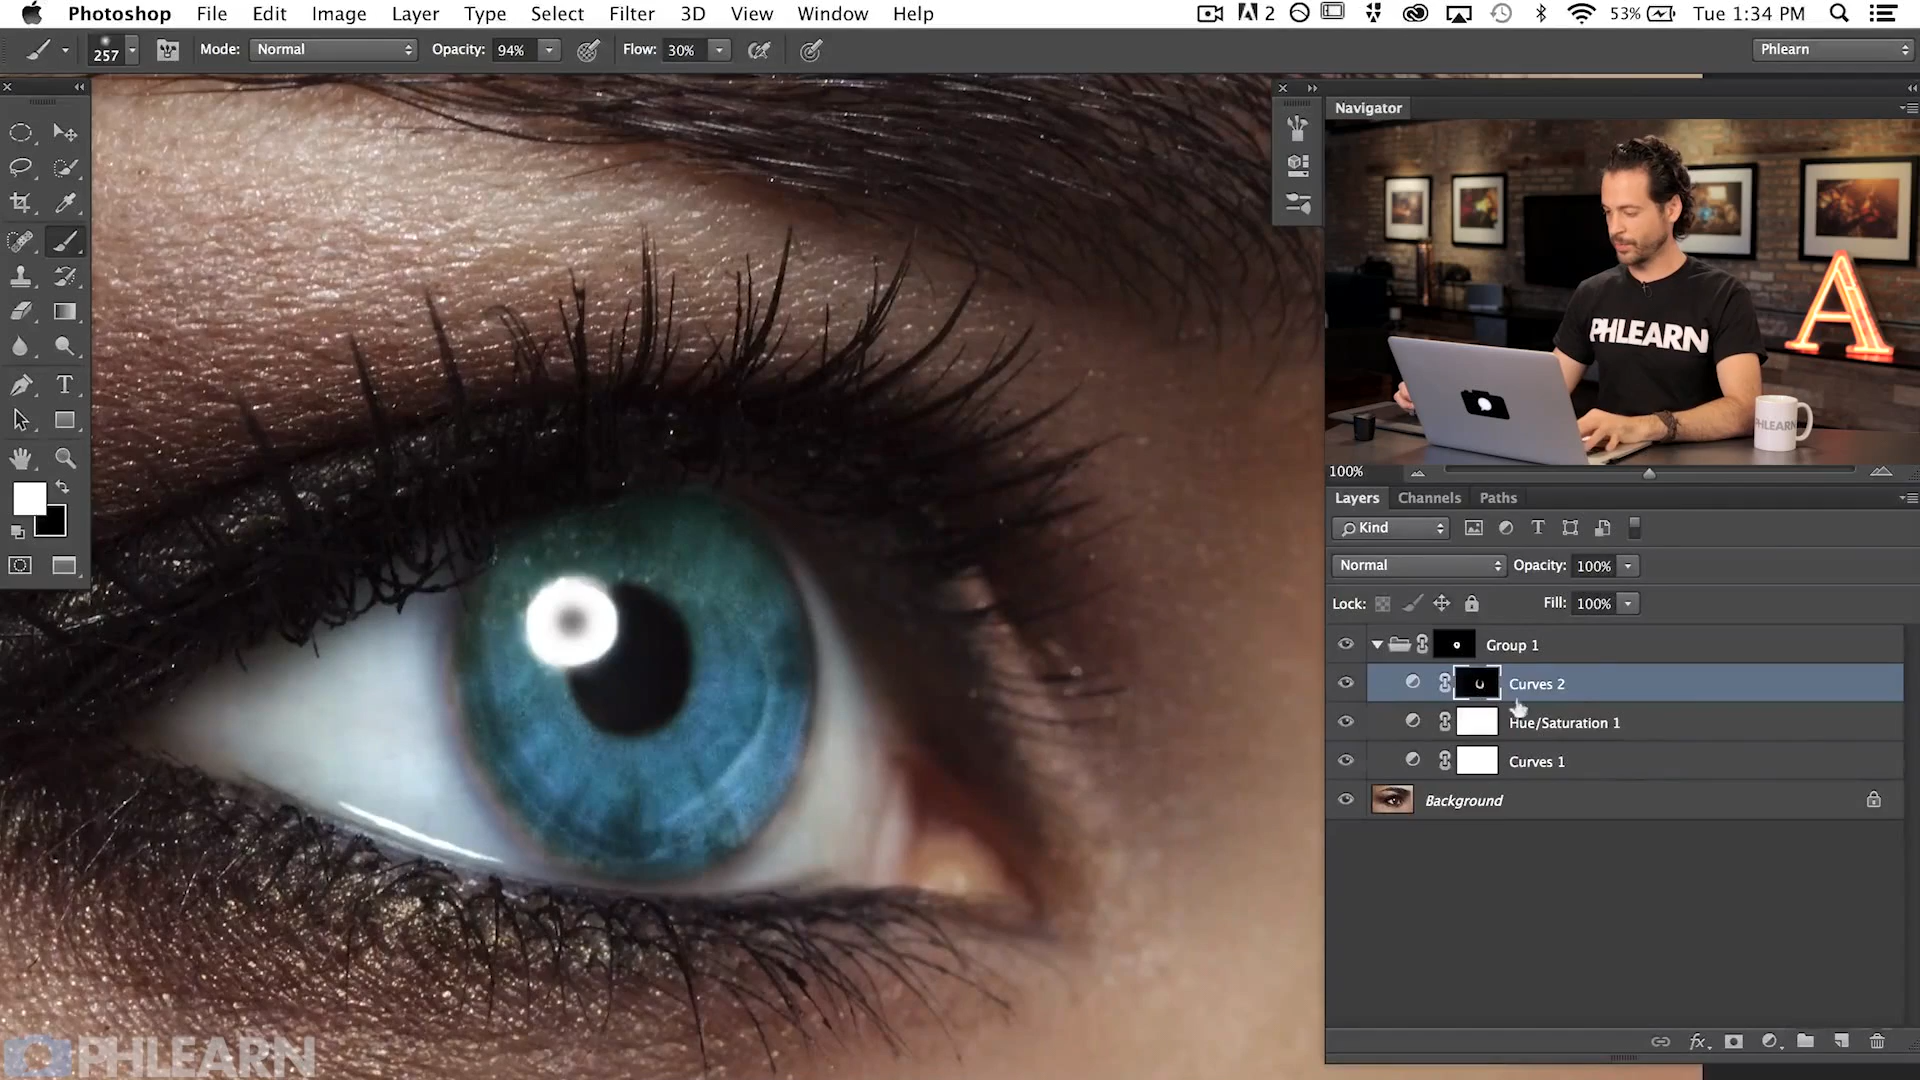 Photoshop File Edit Image Layer Type Select Filter 3D View Window Help 2 53% Tue 1:34 PM
257 Mode: Normal Opacity: 94% Flow: 30% Phlearn
Navigator
PHLEARN
A
PHLEARN
100%
Layers Channels Paths
Kind T
Normal Opacity: 100%
Lock: Fill: 100%
Group 1
Curves 2
Hue/Saturation 1
Curves 1
Background
fx
T
PHLEARN